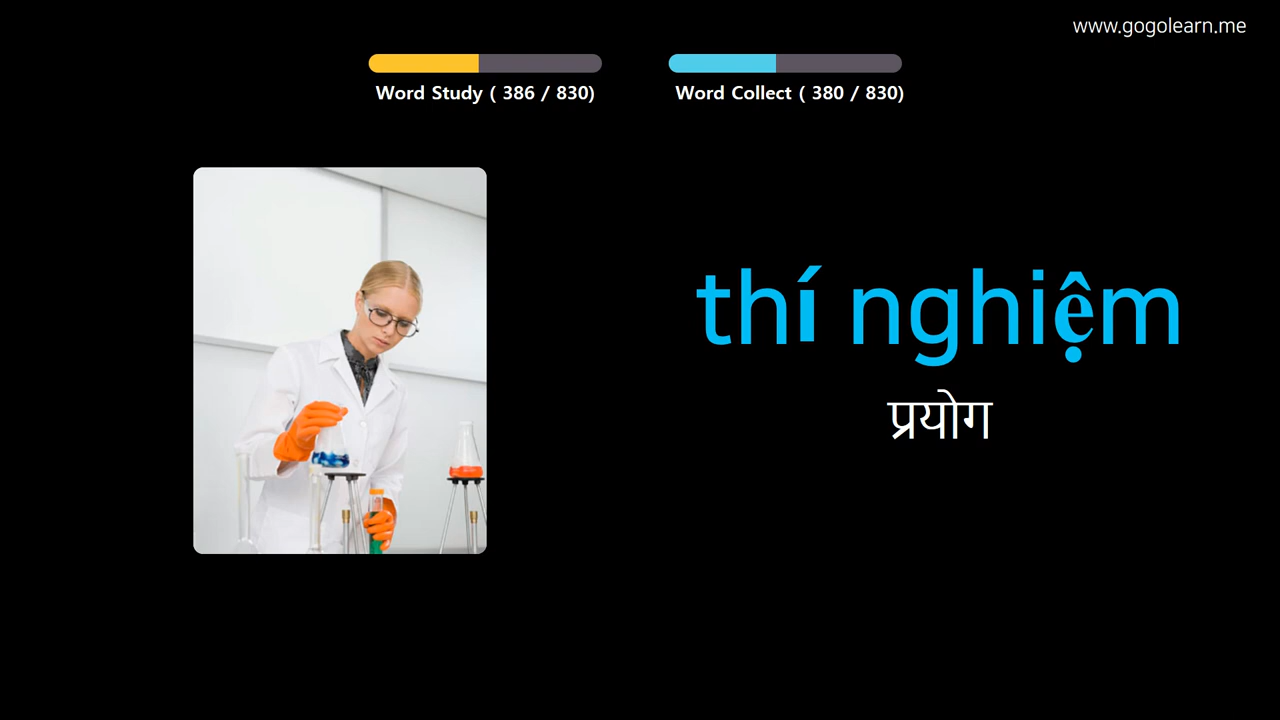 www.gogolearn.me
Word Study ( 386 / 830)
Word Collect ( 380 / 830)
thí nghiệm
प्रयोग